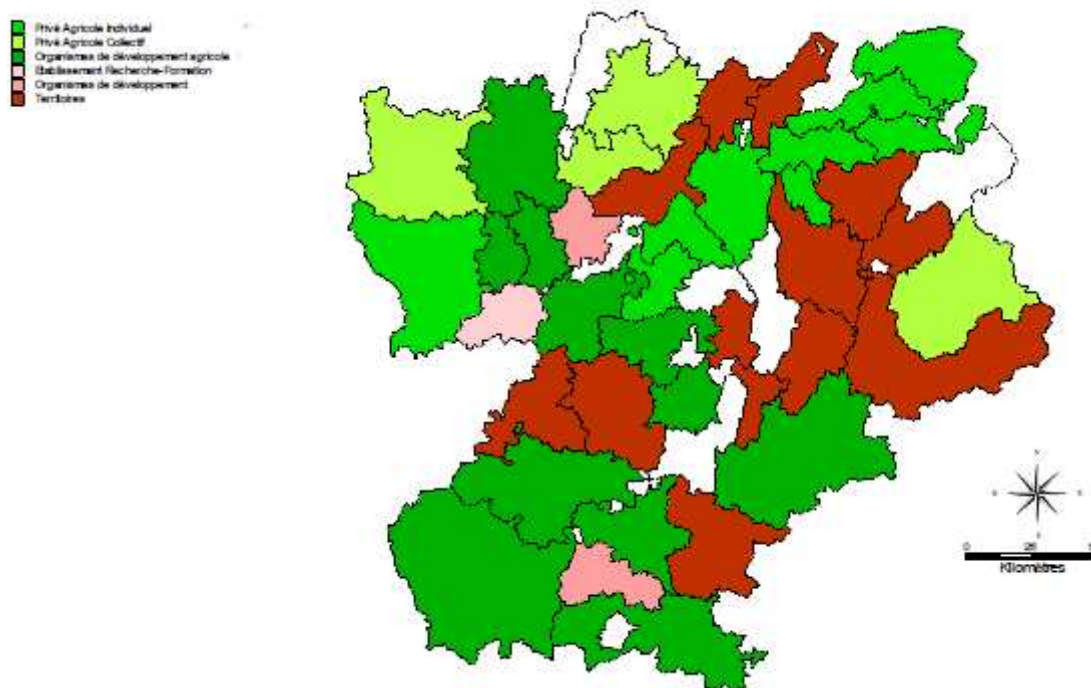 Privé Agricole Individuel
Privé Agricole Collectif
Organismes de développement agricole
Etablissement Recherche-Formation
Organismes de développement
Territoires
0
25
Kilomètres